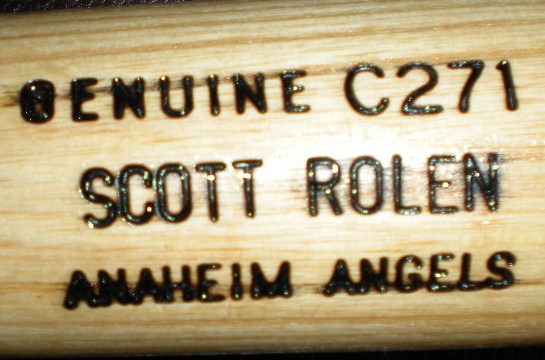 GENUINE C271
SCOTT ROLEN
ANAHEIM ANGELS